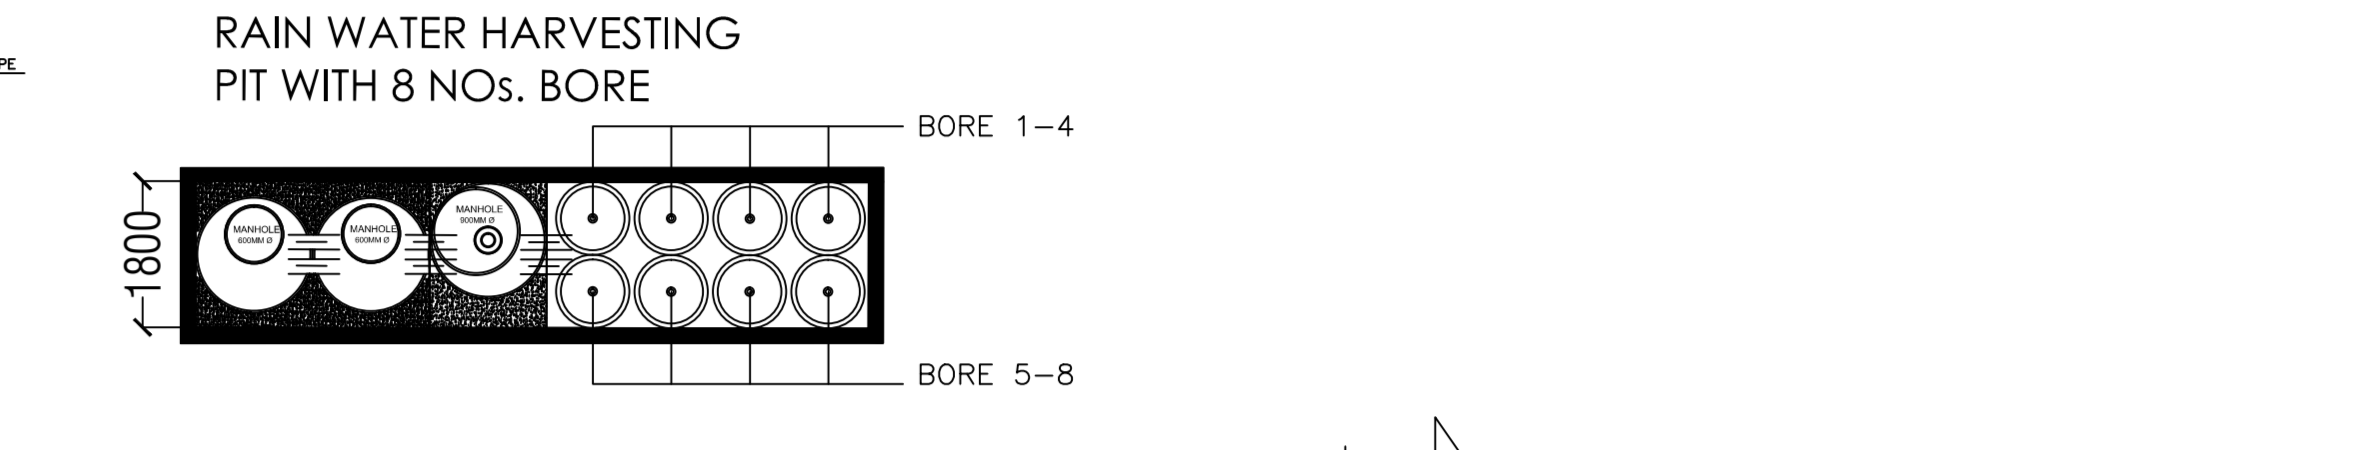 RAIN WATER HARVESTING
PIT WITH 8 NOs. BORE
PE
BORE 1-4
1800
MANHOLE
600MM Ø
MANHOLE
600MM Ø
MANHOLE
900MM Ø
BORE 5-8